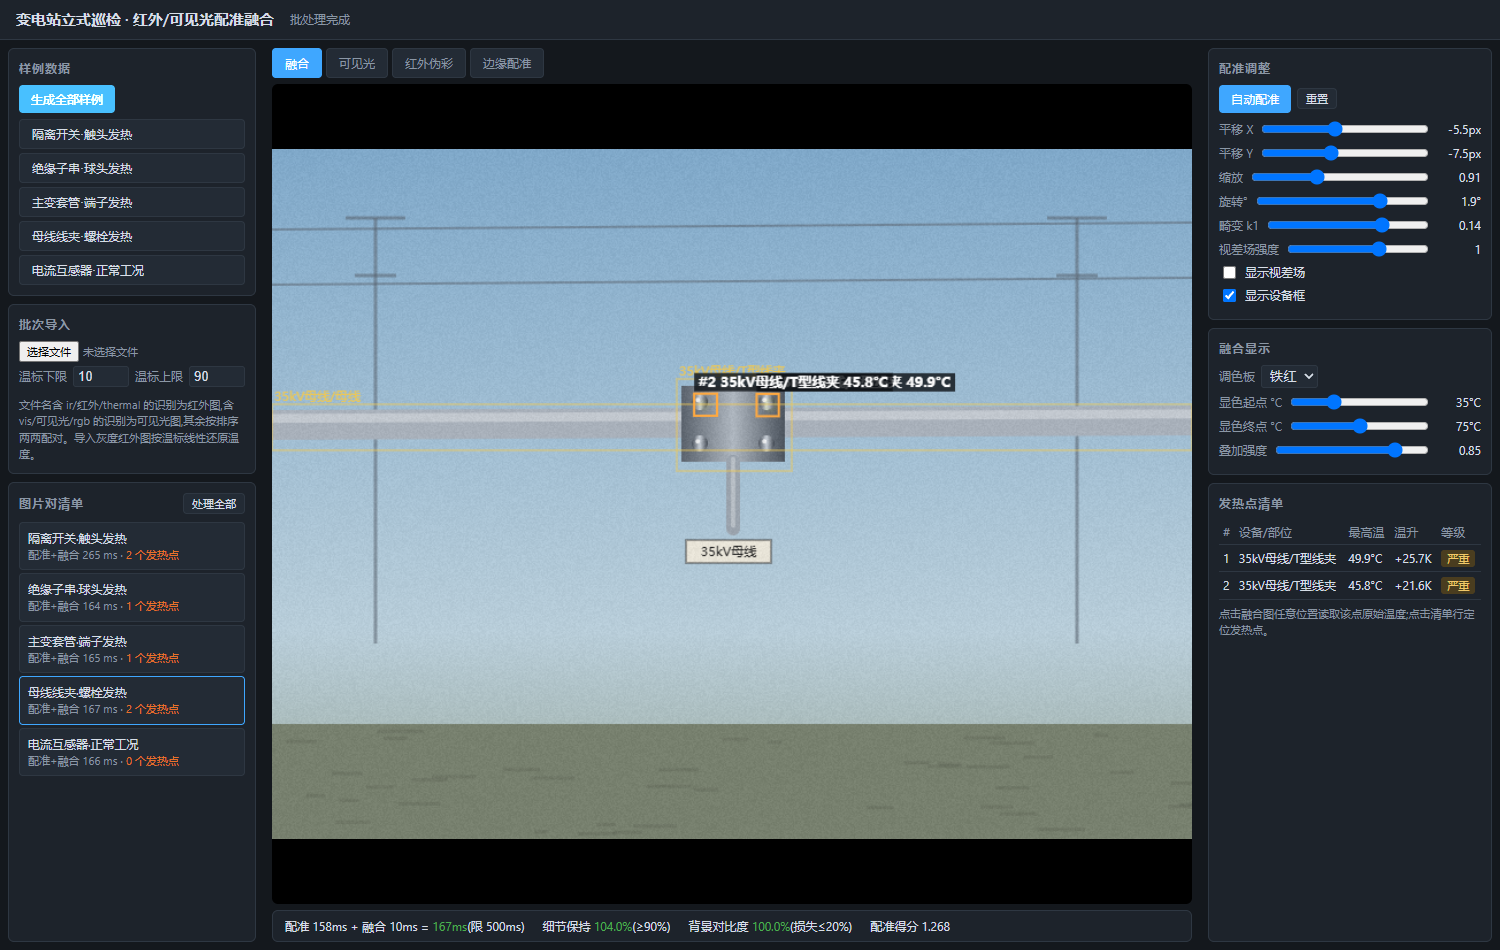 变电站立式巡检 · 红外/可见光配准融合 批处理完成
样例数据
生成全部样例
隔离开关·触头发热
绝缘子串·球头发热
主变套管·端子发热
母线线夹·螺栓发热
电流互感器·正常工况
批次导入
选择文件 未选择文件
温标下限 10 温标上限 90
文件名含 ir/红外/thermal 的识别为红外图,含
vis/可见光/rgb 的识别为可见光图,其余按排序
两两配对。导入灰度红外图按温标线性还原温
度。
图片对清单 处理全部
隔离开关·触头发热
配准+融合 265 ms · 2 个发热点
绝缘子串·球头发热
配准+融合 164 ms · 1 个发热点
主变套管·端子发热
配准+融合 165 ms · 1 个发热点
母线线夹·螺栓发热
配准+融合 167 ms · 2 个发热点
电流互感器·正常工况
配准+融合 166 ms · 0 个发热点
融合 可见光 红外伪彩 边缘配准
35kV母线/母线
#2 35kV母线/T型线夹 45.8°C
49.9°C
35kV母线
配准 158ms + 融合 10ms = 167ms(限 500ms) 细节保持 104.0%(≥90%) 背景对比度 100.0%(损失≤20%) 配准得分 1.268
配准调整
自动配准 重置
平移 X -5.5px
平移 Y -7.5px
缩放 0.91
旋转° 1.9°
畸变 k1 0.14
视差场强度 1
显示视差场
显示设备框
融合显示
调色板 铁红
显色起点 °C 35°C
显色终点 °C 75°C
叠加强度 0.85
发热点清单
# 设备/部位 最高温 温升 等级
1 35kV母线/T型线夹 49.9°C +25.7K 严重
2 35kV母线/T型线夹 45.8°C +21.6K 严重
点击融合图任意位置读取该点原始温度;点击清单行定
位发热点。